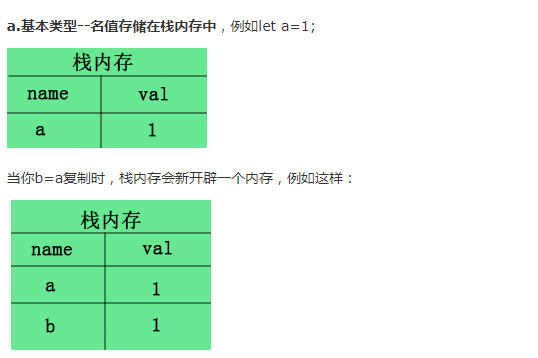 a.基本类型--名值存储在栈内存中，例如let a=1;
栈内存
name val
a 1
当你b=a复制时，栈内存会新开辟一个内存，例如这样：
栈内存
name val
a 1
b 1